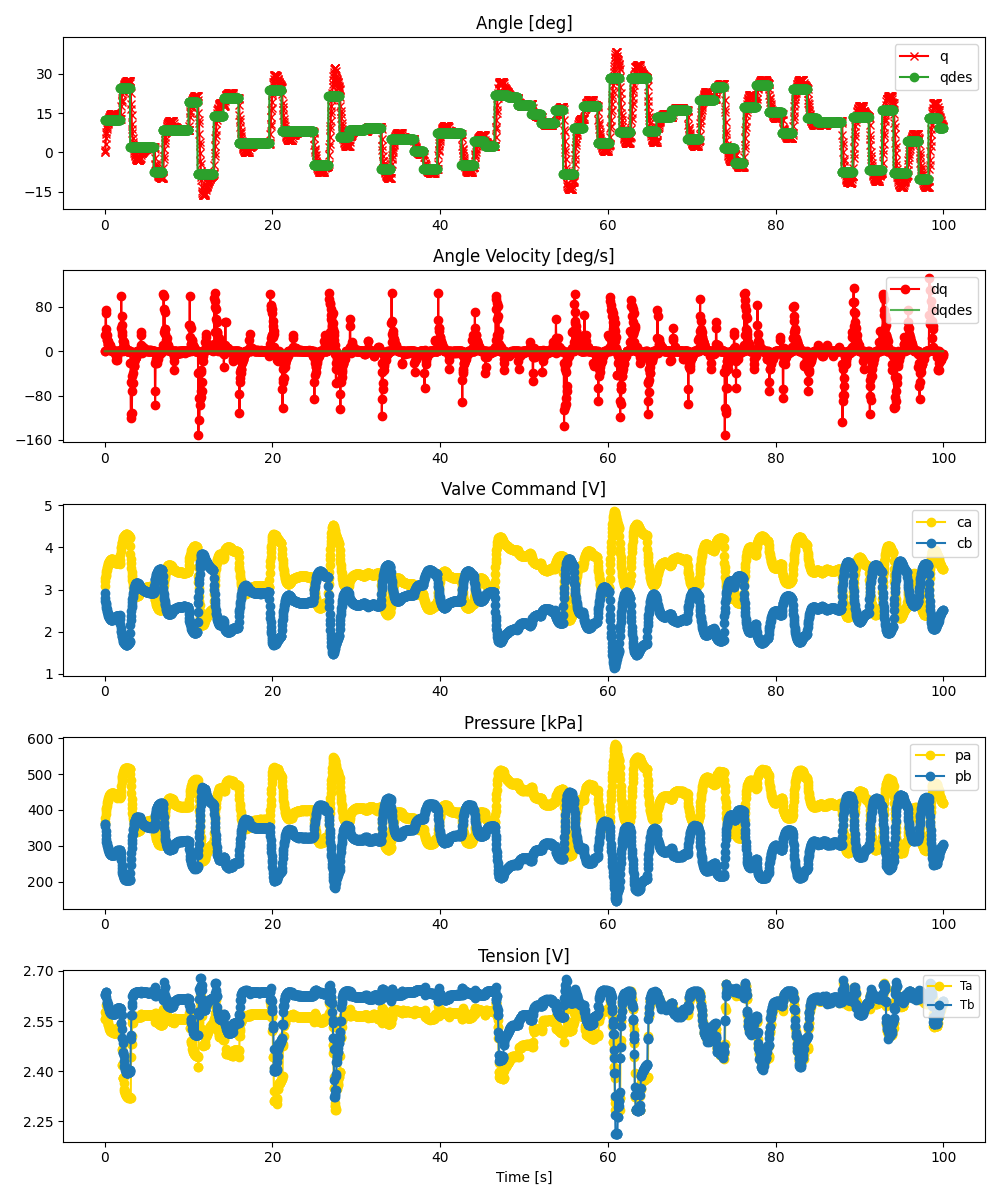 Angle [deg]
30
15
0
−15
q
qdes
0 20 40 60 80 100
Angle Velocity [deg/s]
80
0
−80
−160
dq
dqdes
0 20 40 60 80 100
Valve Command [V]
5
4
3
2
1
ca
cb
0 20 40 60 80 100
Pressure [kPa]
600
500
400
300
200
pa
pb
0 20 40 60 80 100
Tension [V]
2.70
2.55
2.40
2.25
Ta
Tb
0 20 40 60 80 100
Time [s]